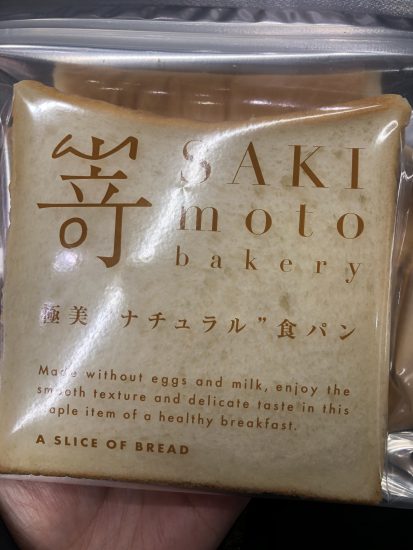 嵜
SAKI
moto
bakery
極美 “ナチュラル” 食パン
Made without eggs and milk, enjoy the
smooth texture and delicate taste in this
staple item of a healthy breakfast.
A SLICE OF BREAD